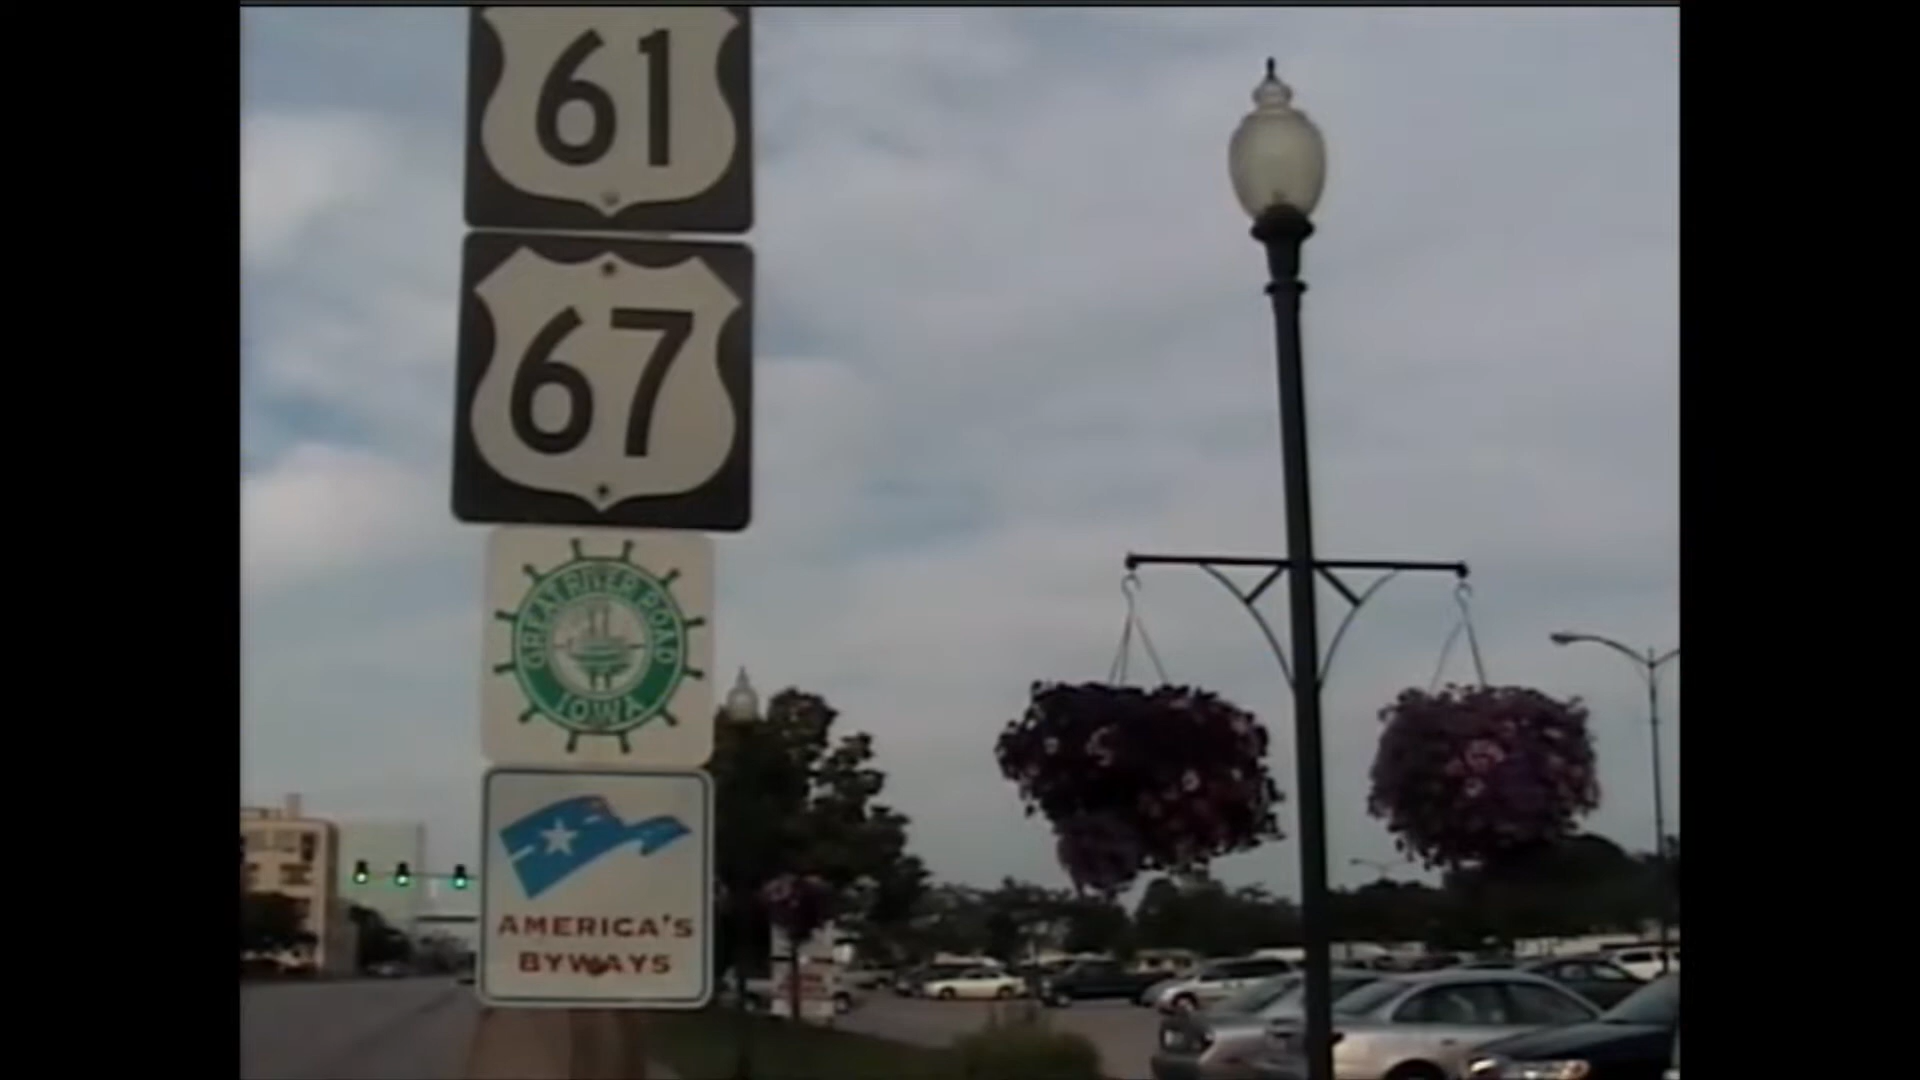 61
67
GREAT RIVER ROAD
IOWA
AMERICA'S
BYWAYS